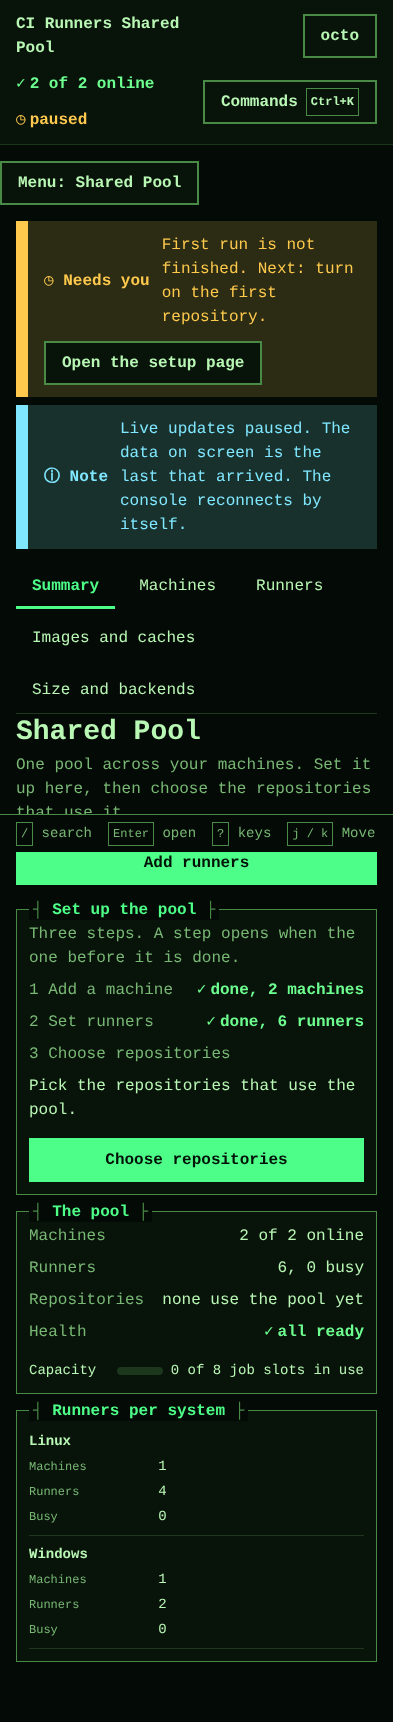 CI Runners Shared
Pool
octo
✓ 2 of 2 online
◷ paused
Commands Ctrl+K
Menu: Shared Pool
◷ Needs you
First run is not
finished. Next: turn
on the first
repository.
Open the setup page
ⓘ Note
Live updates paused. The
data on screen is the
last that arrived. The
console reconnects by
itself.
Summary Machines Runners
Images and caches
Size and backends
Shared Pool
One pool across your machines. Set it
up here, then choose the repositories
that use it
/ search Enter open ? keys j / k Move
Add runners
Set up the pool
Three steps. A step opens when the
one before it is done.
1 Add a machine ✓ done, 2 machines
2 Set runners ✓ done, 6 runners
3 Choose repositories
Pick the repositories that use the
pool.
Choose repositories
The pool
Machines 2 of 2 online
Runners 6, 0 busy
Repositories none use the pool yet
Health ✓ all ready
Capacity 0 of 8 job slots in use
Runners per system
Linux
Machines 1
Runners 4
Busy 0
Windows
Machines 1
Runners 2
Busy 0